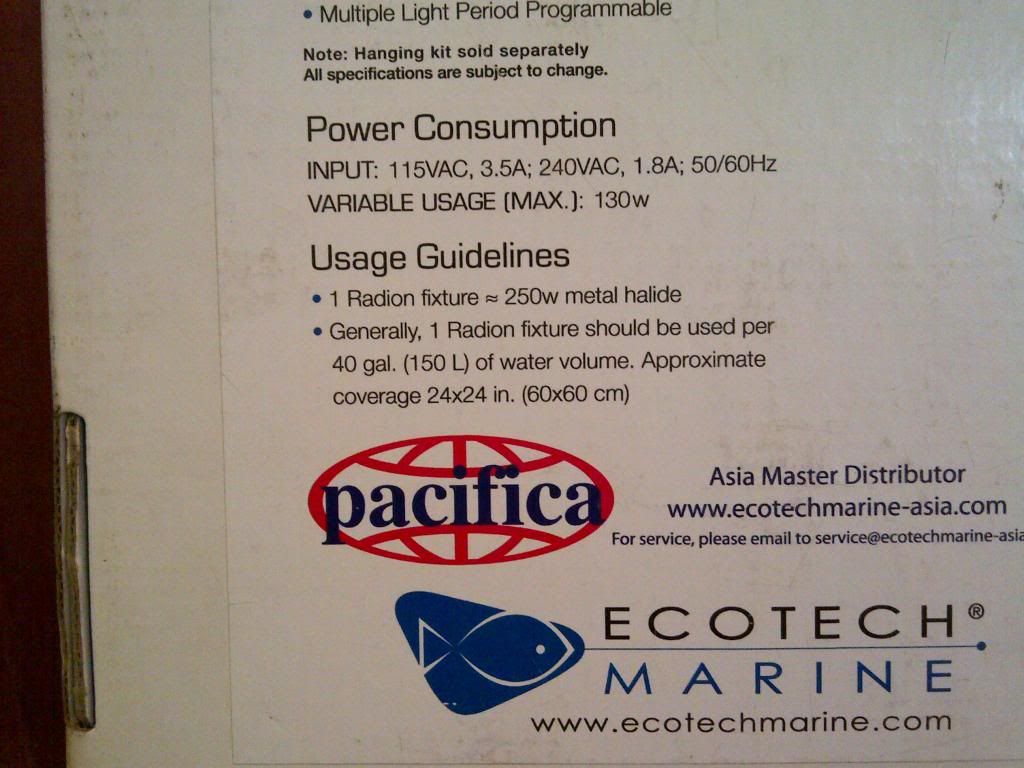 • Multiple Light Period Programmable
Note: Hanging kit sold separately
All specifications are subject to change.
Power Consumption
INPUT: 115VAC, 3.5A; 240VAC, 1.8A; 50/60Hz
VARIABLE USAGE (MAX.): 130w
Usage Guidelines
• 1 Radion fixture ≈ 250w metal halide
• Generally, 1 Radion fixture should be used per
40 gal. (150 L) of water volume. Approximate
coverage 24x24 in. (60x60 cm)
pacifica
Asia Master Distributor
www.ecotechmarine-asia.com
For service, please email to service@ecotechmarine-asia
ECOTECH®
MARINE
www.ecotechmarine.com